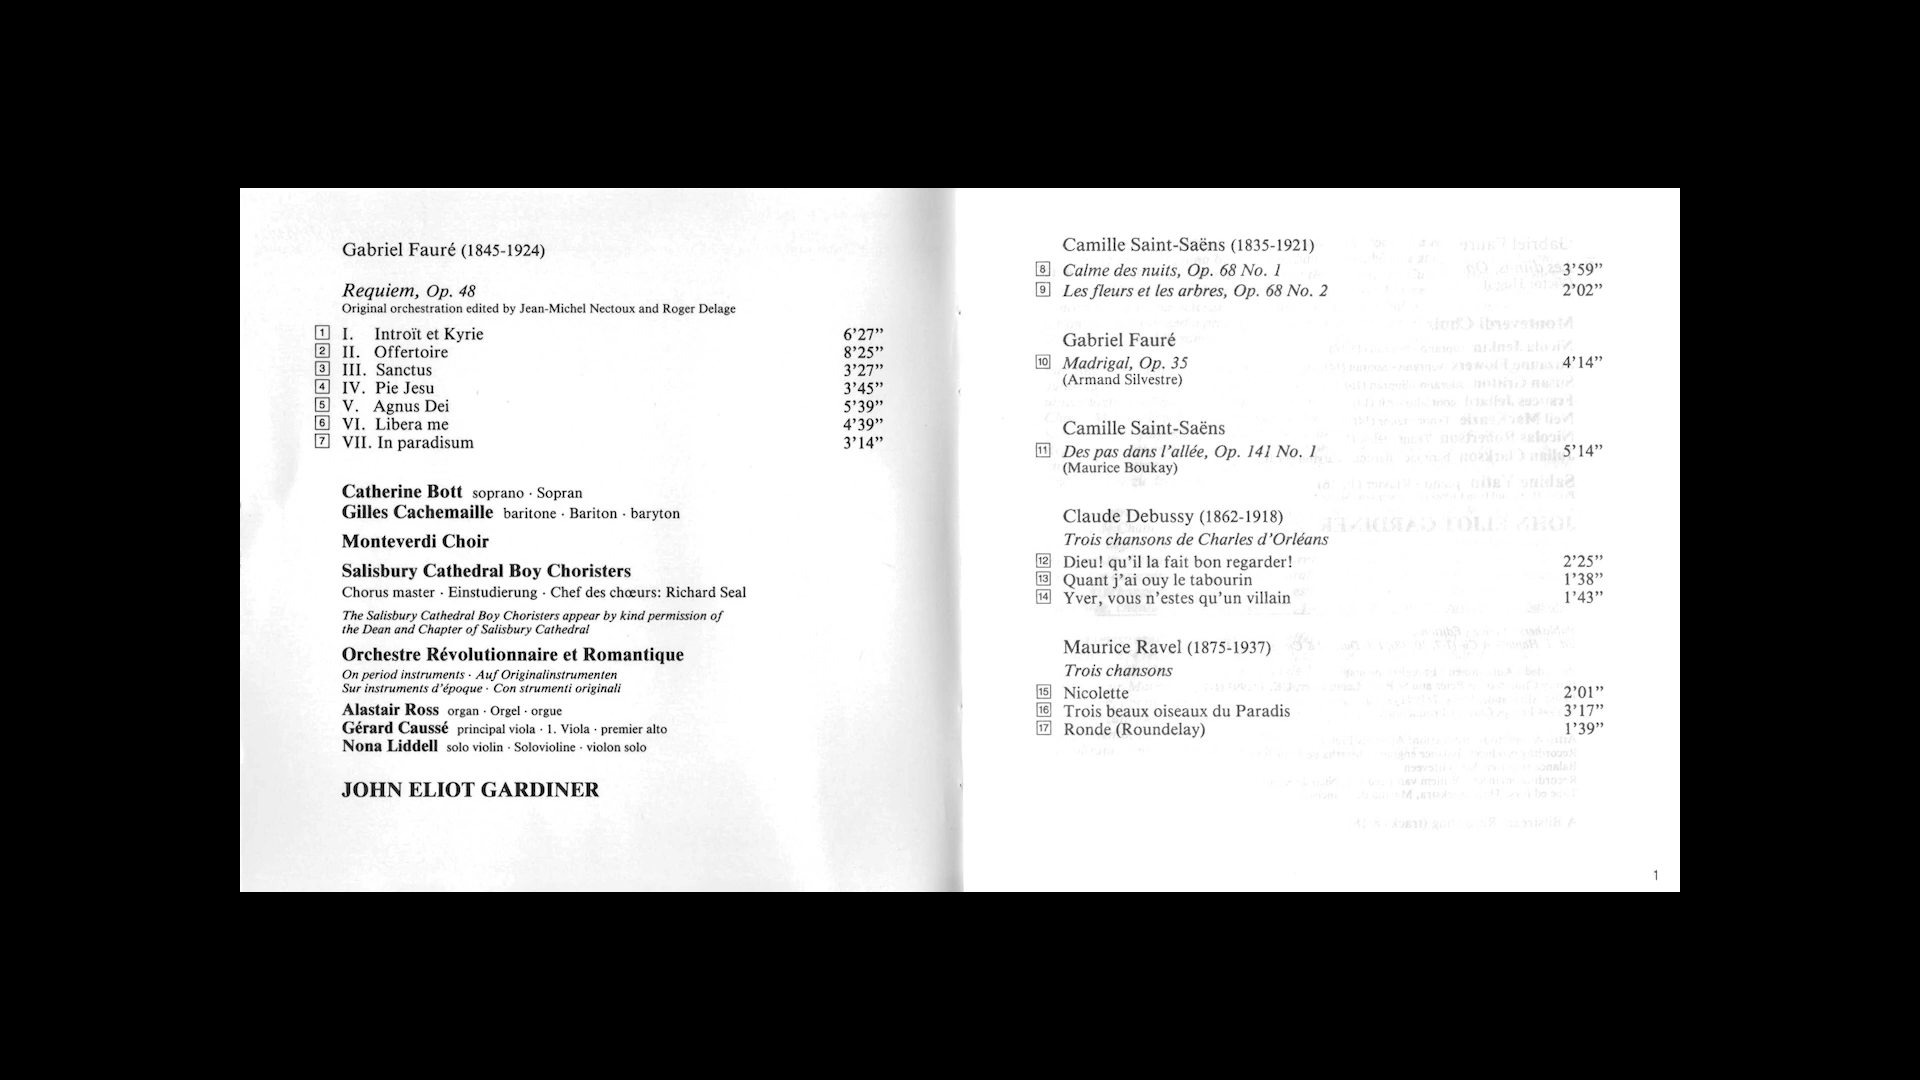 Gabriel Fauré (1845-1924)
Requiem, Op. 48
Original orchestration edited by Jean-Michel Nectoux and Roger Delage
1 I. Introït et Kyrie 6’27”
2 II. Offertoire 8’25”
3 III. Sanctus 3’27”
4 IV. Pie Jesu 3’45”
5 V. Agnus Dei 5’39”
6 VI. Libera me 4’39”
7 VII. In paradisum 3’14”
Catherine Bott soprano · Sopran
Gilles Cachemaille baritone · Bariton · baryton
Monteverdi Choir
Salisbury Cathedral Boy Choristers
Chorus master · Einstudierung · Chef des chœurs: Richard Seal
The Salisbury Cathedral Boy Choristers appear by kind permission of
the Dean and Chapter of Salisbury Cathedral
Orchestre Révolutionnaire et Romantique
On period instruments · Auf Originalinstrumenten
Sur instruments d’époque · Con strumenti originali
Alastair Ross organ · Orgel · orgue
Gérard Caussé principal viola · 1. Viola · premier alto
Nona Liddell solo violin · Solovioline · violon solo
JOHN ELIOT GARDINER
Camille Saint-Saëns (1835-1921)
8 Calme des nuits, Op. 68 No. 1 3’59”
9 Les fleurs et les arbres, Op. 68 No. 2 2’02”
Gabriel Fauré
10 Madrigal, Op. 35 4’14”
(Armand Silvestre)
Camille Saint-Saëns
11 Des pas dans l’allée, Op. 141 No. 1 5’14”
(Maurice Boukay)
Claude Debussy (1862-1918)
Trois chansons de Charles d’Orléans
12 Dieu! qu’il la fait bon regarder! 2’25”
13 Quant j’ai ouy le tabourin 1’38”
14 Yver, vous n’estes qu’un villain 1’43”
Maurice Ravel (1875-1937)
Trois chansons
15 Nicolette 2’01”
16 Trois beaux oiseaux du Paradis 3’17”
17 Ronde (Roundelay) 1’39”
1